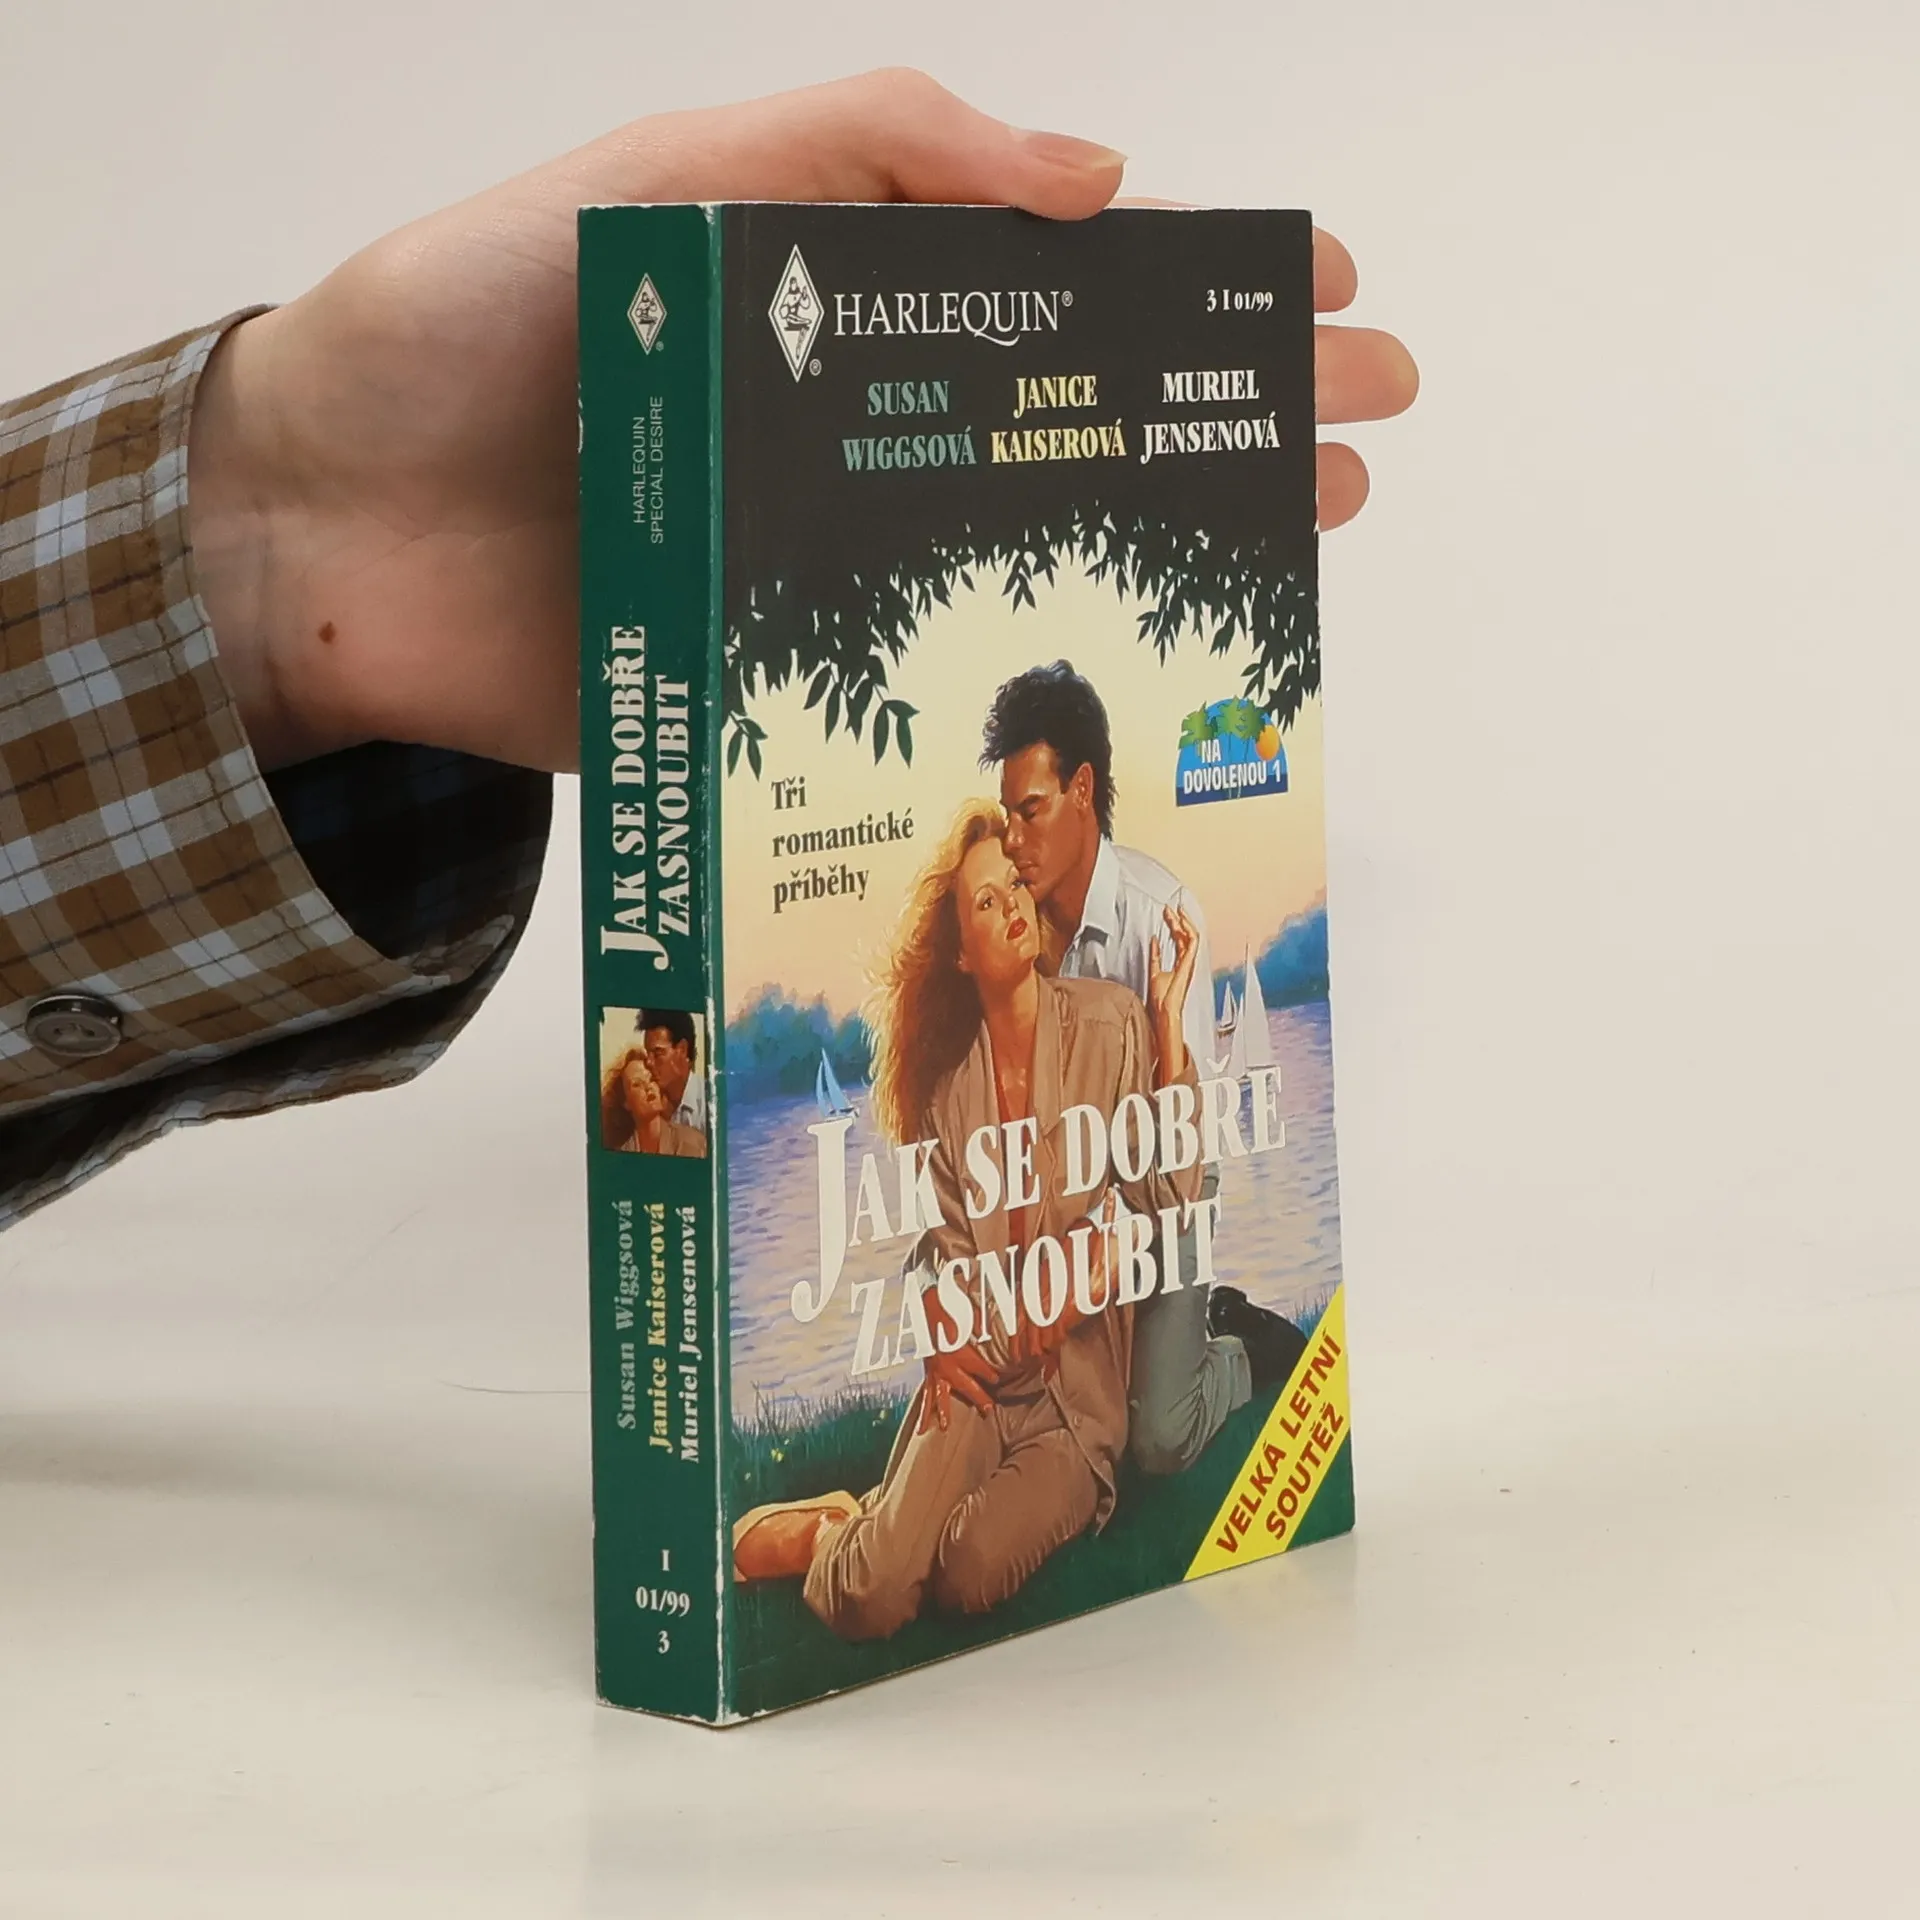 HARLEQUIN
SPECIAL DESIRE
JAK SE DOBŘE
ZASNOUBIT
Susan Wiggsová
Janice Kaiserová
Muriel Jensenová
I
01/99
3
HARLEQUIN®
3 I 01/99
SUSAN
WIGGSOVÁ
JANICE
KAISEROVÁ
MURIEL
JENSENOVÁ
Tři
romantické
příběhy
NA
DOVOLENOU 1
JAK SE DOBŘE
ZASNOUBIT
VELKÁ LETNÍ
SOUTĚŽ